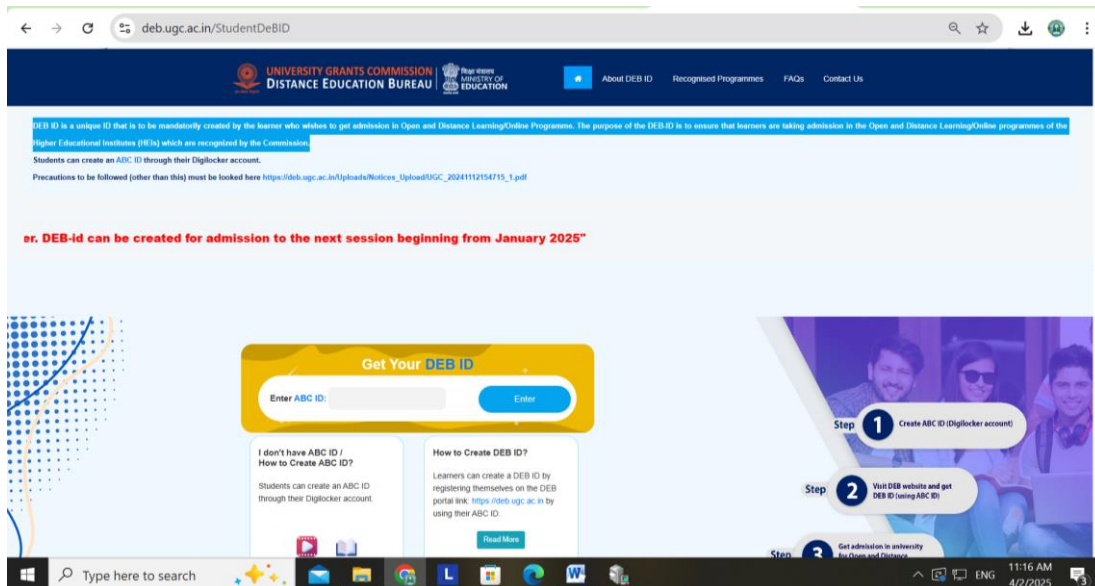 deb.ugc.ac.in/StudentDeBID
UNIVERSITY GRANTS COMMISSION
DISTANCE EDUCATION BUREAU
शिक्षा मंत्रालय
MINISTRY OF
EDUCATION
About DEB ID
Recognised Programmes
FAQs
Contact Us
DEB ID is a unique ID that is to be mandatorily created by the learner who wishes to get admission in Open and Distance Learning/Online Programme. The purpose of the DEB-ID is to ensure that learners are taking admission in the Open and Distance Learning/Online programmes of the
Higher Educational Institutes (HEIs) which are recognized by the Commission.
Students can create an ABC ID through their Digilocker account.
Precautions to be followed (other than this) must be looked here https://deb.ugc.ac.in/Uploads/Notices_Upload/UGC_20241112154715_1.pdf
er. DEB-id can be created for admission to the next session beginning from January 2025"
Get Your DEB ID
Enter ABC ID:
Enter
I don't have ABC ID /
How to Create ABC ID?
Students can create an ABC ID
through their Digilocker account.
How to Create DEB ID?
Learners can create a DEB ID by
registering themselves on the DEB
portal link: https://deb.ugc.ac.in by
using their ABC ID.
Read More
Step 1 Create ABC ID (Digilocker account)
Step 2 Visit DEB website and get
DEB ID (using ABC ID)
Step 3 Get admission in university
for Open and Distance
Type here to search
L
W
ENG
11:16 AM
4/2/2025
3